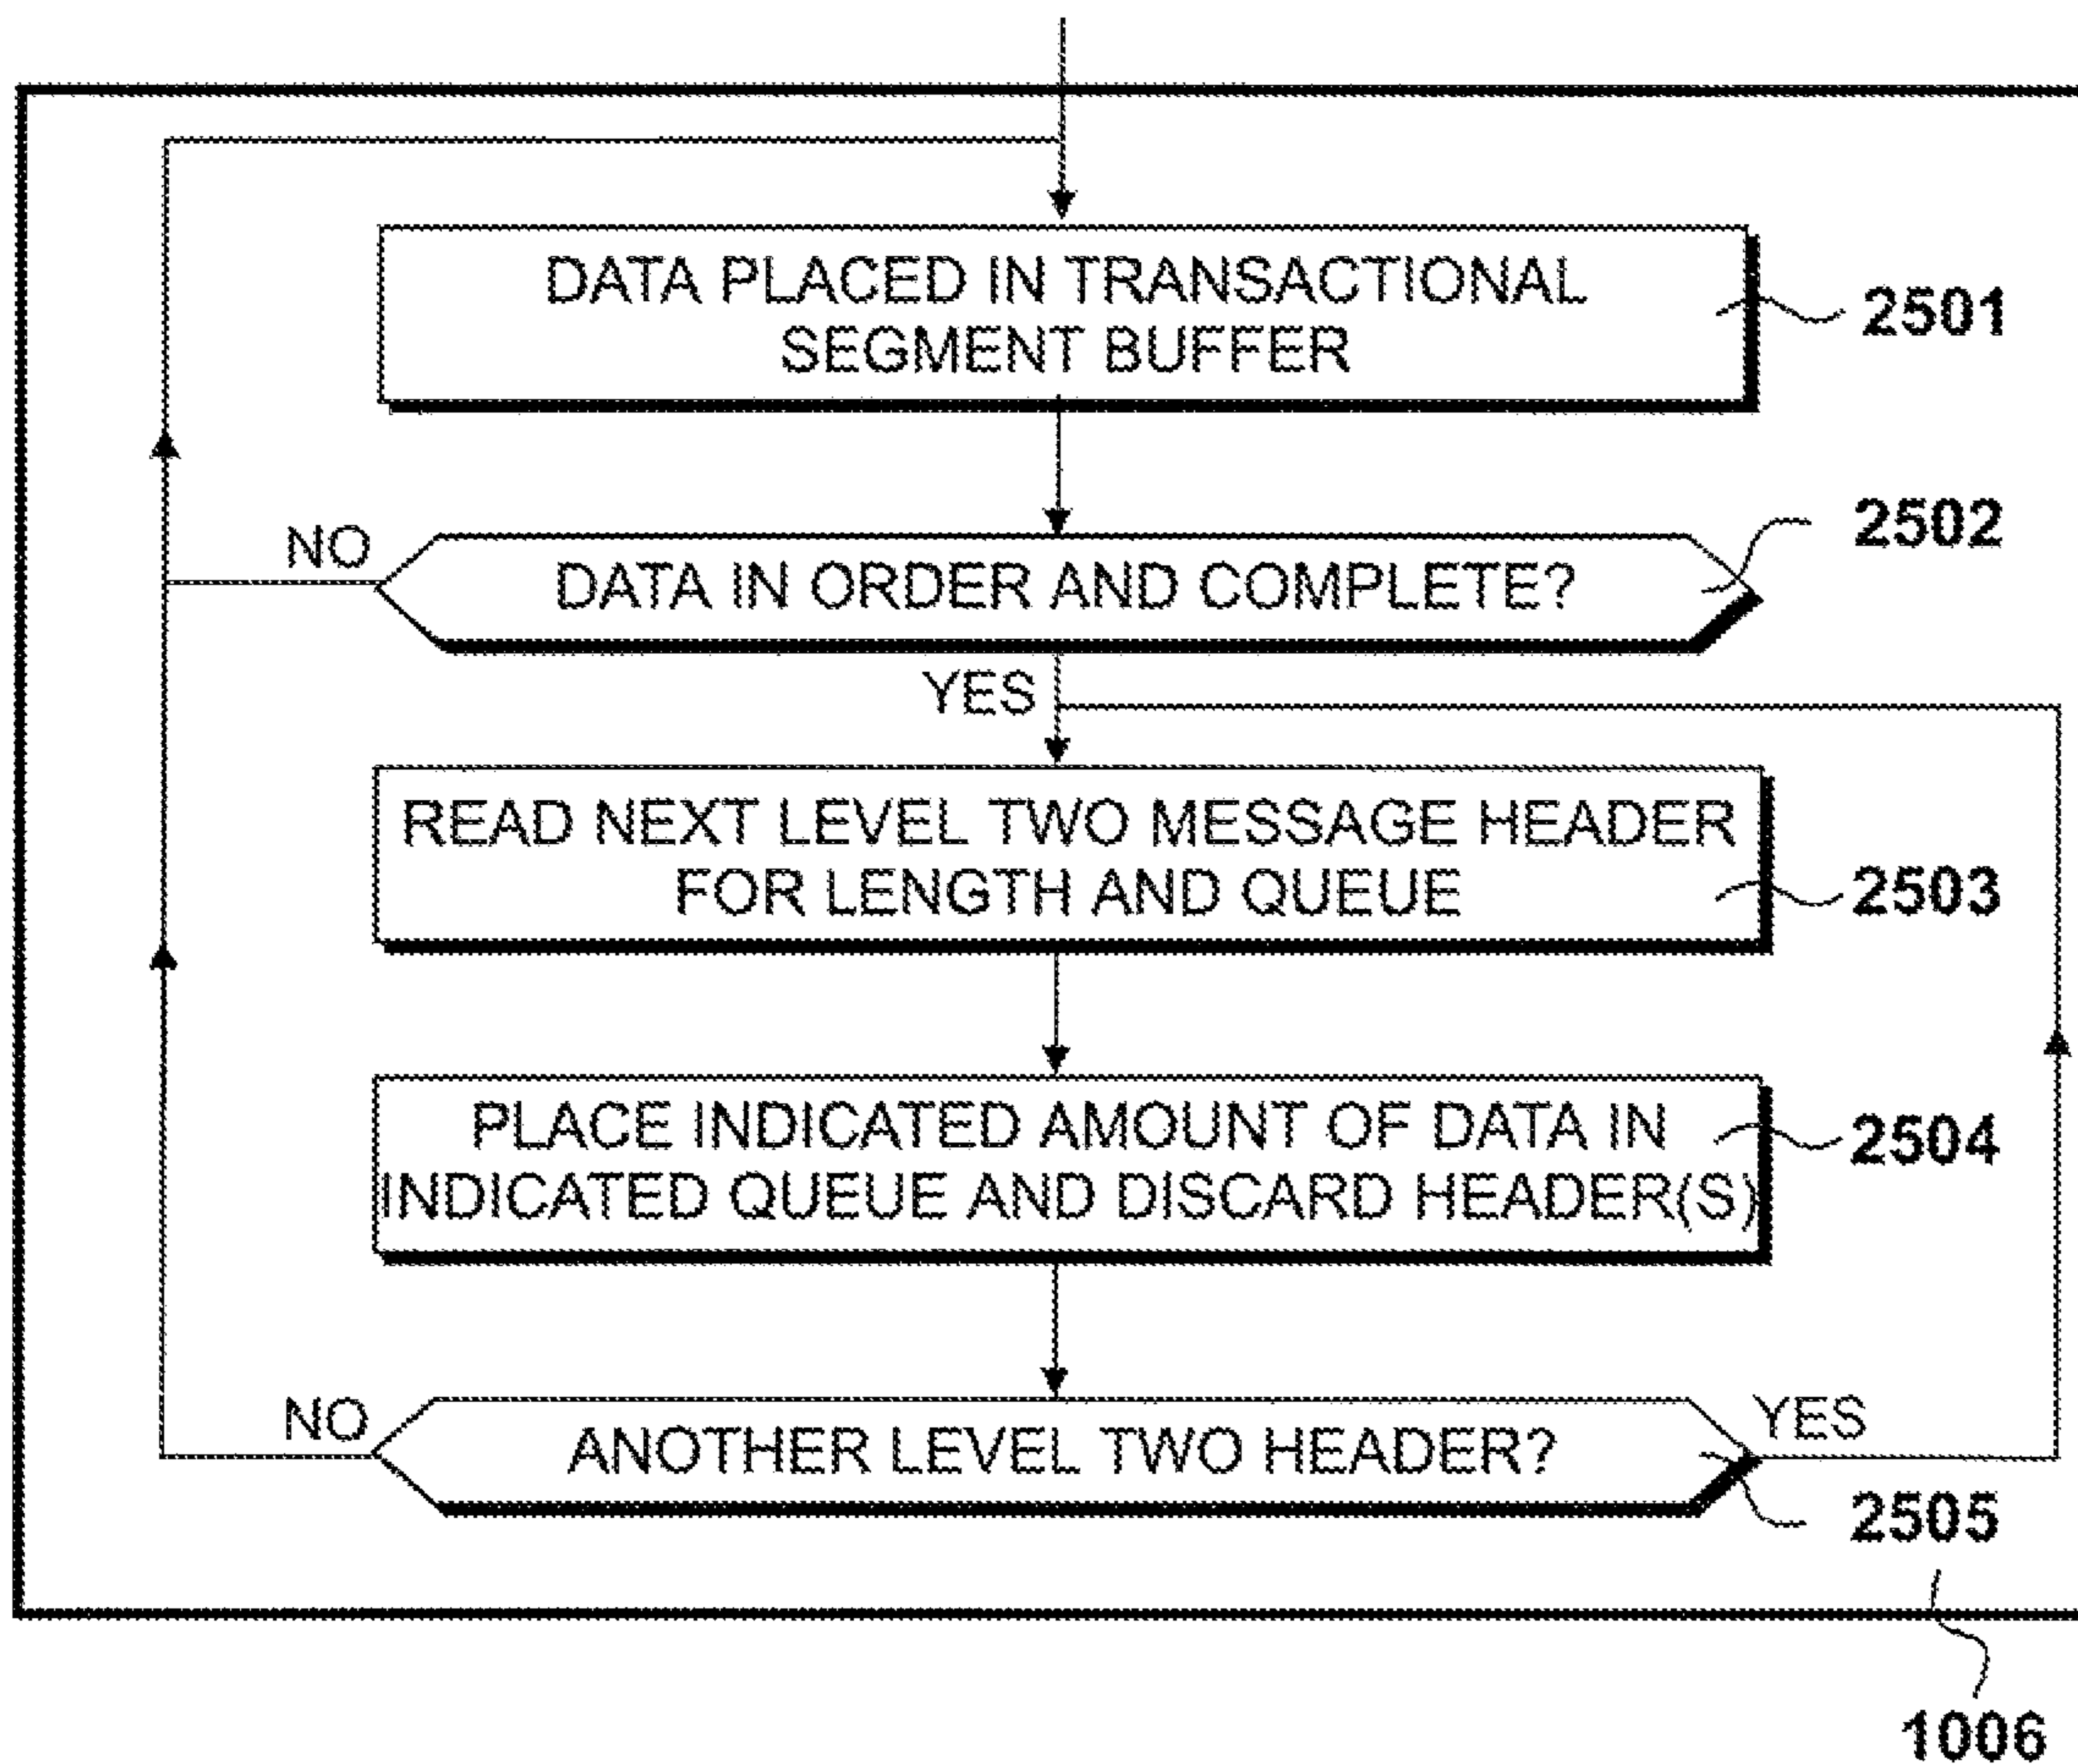 DATA PLACED IN TRANSACTIONAL
SEGMENT BUFFER
2501
2502
NO
DATA IN ORDER AND COMPLETE?
YES
READ NEXT LEVEL TWO MESSAGE HEADER
FOR LENGTH AND QUEUE
2503
PLACE INDICATED AMOUNT OF DATA IN
INDICATED QUEUE AND DISCARD HEADER(S)
2504
NO
ANOTHER LEVEL TWO HEADER?
YES
2505
1006